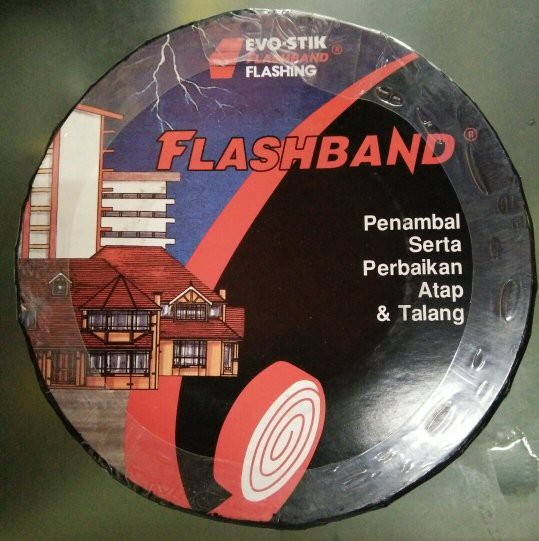 EVO-STIK
FLASHBAND®
FLASHING
FLASHBAND®
Penambal
Serta
Perbaikan
Atap
& Talang